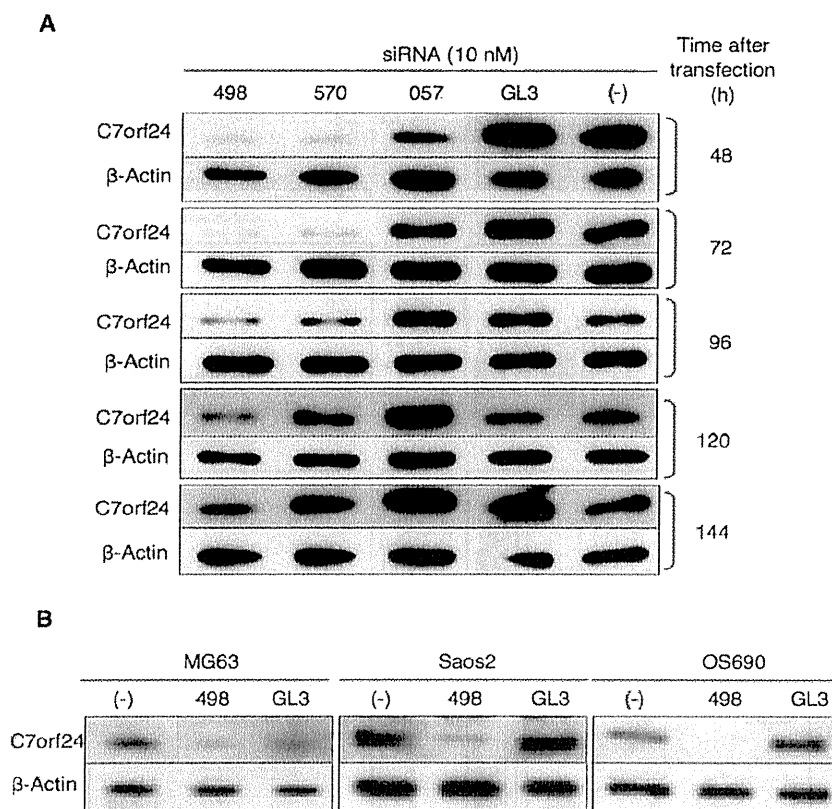 A
siRNA (10 nM)
Time after
transfection
(h)
498 570 057 GL3 (-)
C7orf24
β-Actin
48
C7orf24
β-Actin
72
C7orf24
β-Actin
96
C7orf24
β-Actin
120
C7orf24
β-Actin
144
B
MG63 Saos2 OS690
(-) 498 GL3 (-) 498 GL3 (-) 498 GL3
C7orf24
β-Actin